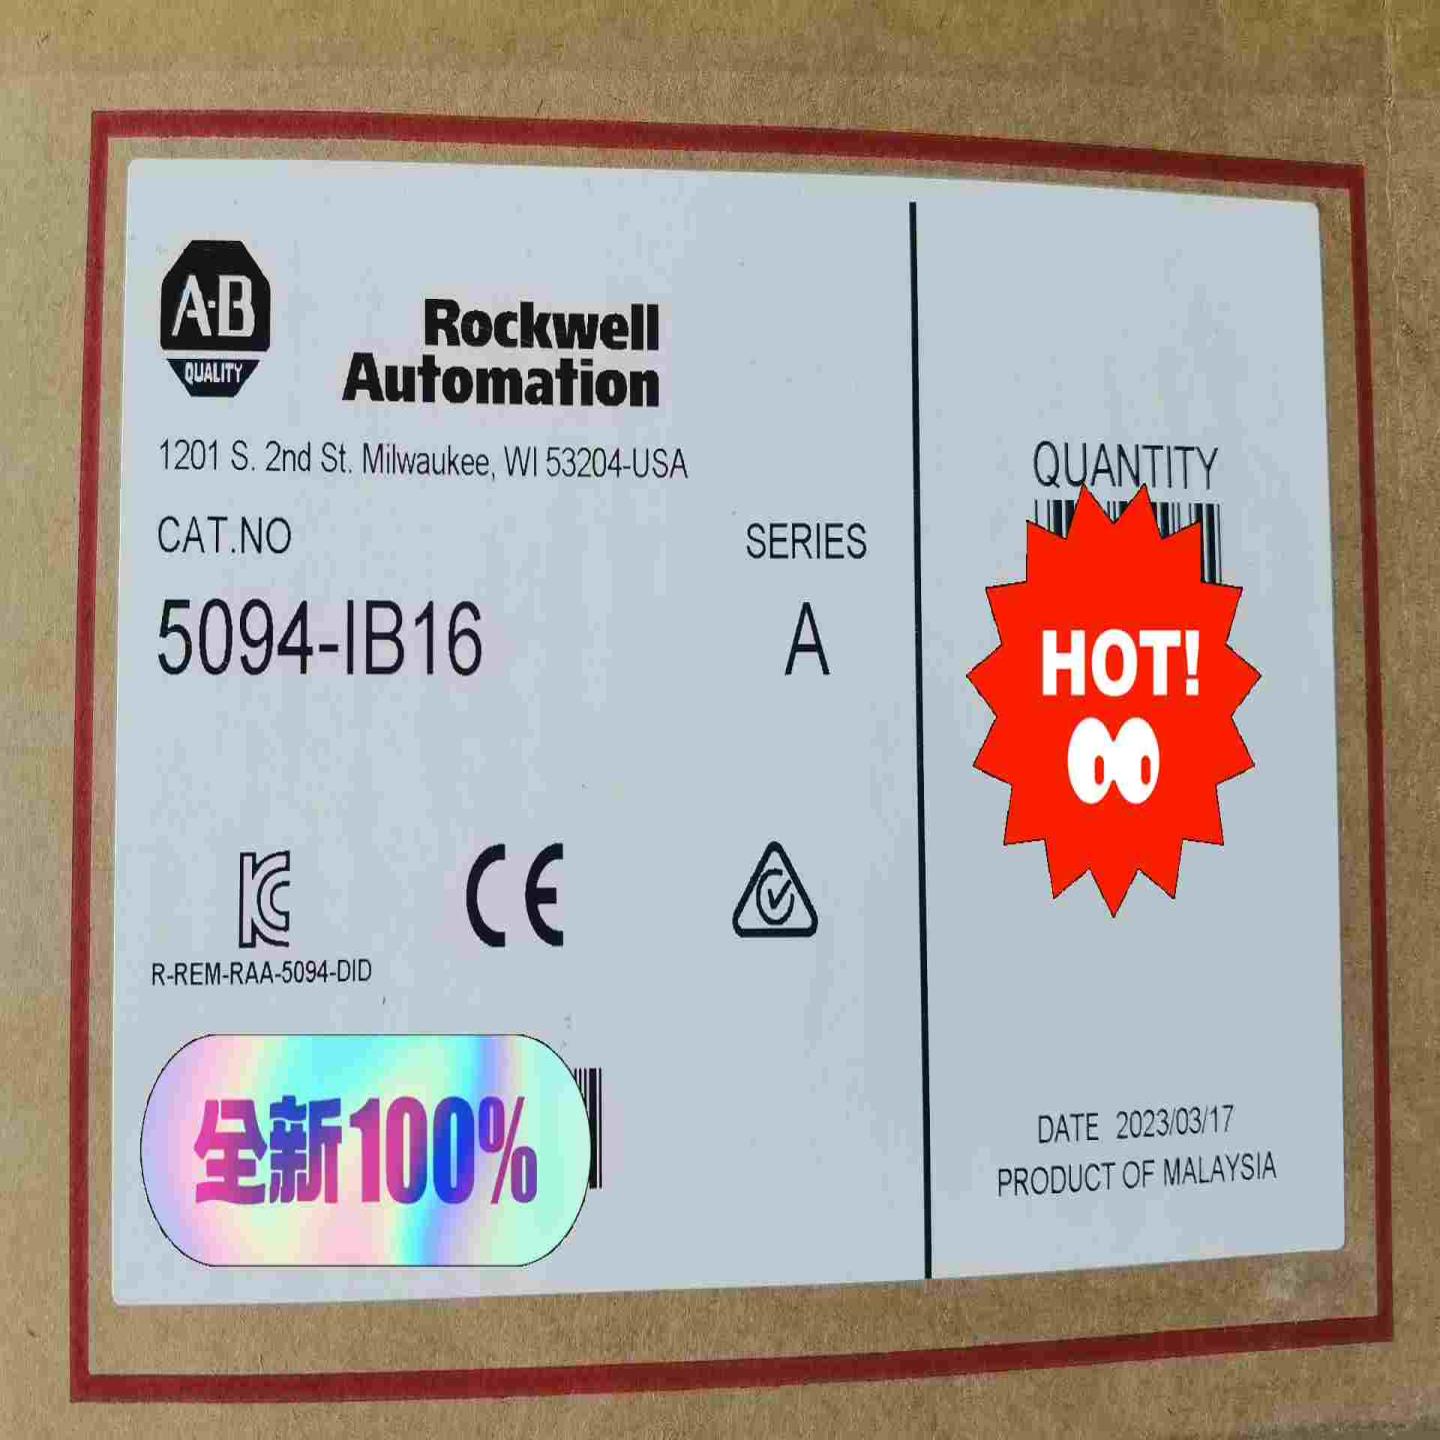 A·B
QUALITY
Rockwell
Automation
1201 S. 2nd St. Milwaukee, WI 53204-USA
CAT.NO
SERIES
5094-IB16
A
R-REM-RAA-5094-DID
全新100%
QUANTITY
HOT!
DATE 2023/03/17
PRODUCT OF MALAYSIA